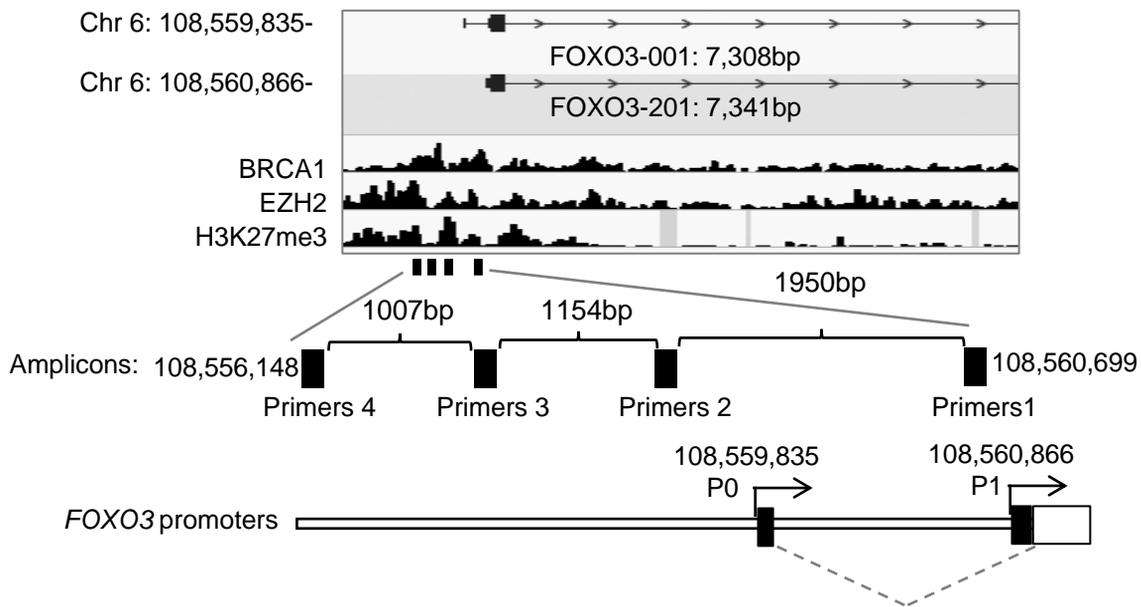 Chr 6: 108,559,835-
FOXO3-001: 7,308bp
Chr 6: 108,560,866-
FOXO3-201: 7,341bp
BRCA1
EZH2
H3K27me3
1950bp
1007bp 1154bp
Amplicons: 108,556,148 108,560,699
Primers 4 Primers 3 Primers 2 Primers1
108,559,835 108,560,866
P0 P1
FOXO3 promoters